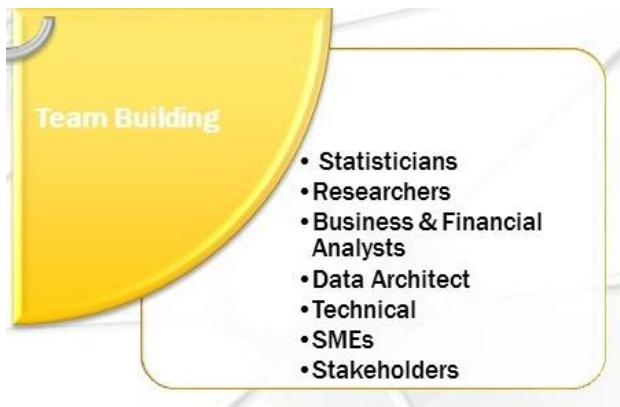 Team Building
• Statisticians
• Researchers
• Business & Financial
Analysts
• Data Architect
• Technical
• SMEs
• Stakeholders